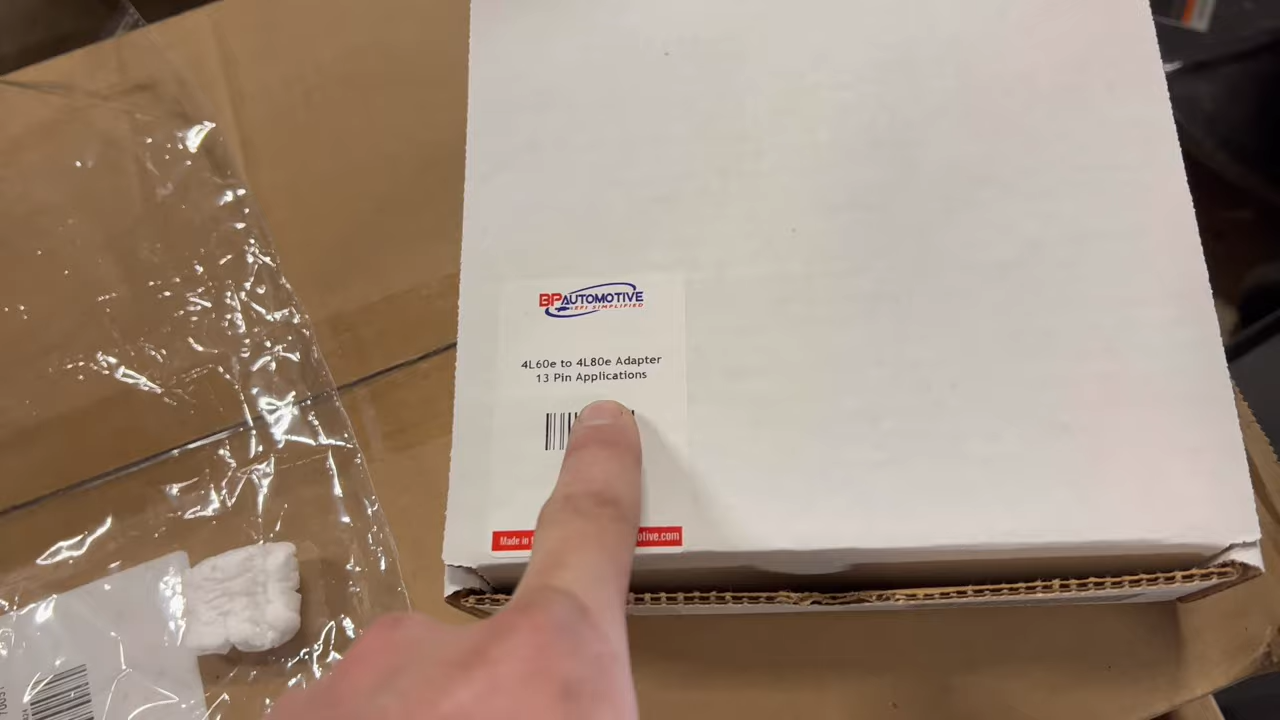 BPAUTOMOTIVE
EFI SIMPLIFIED
4L60e to 4L80e Adapter
13 Pin Applications
Made in
otive.com